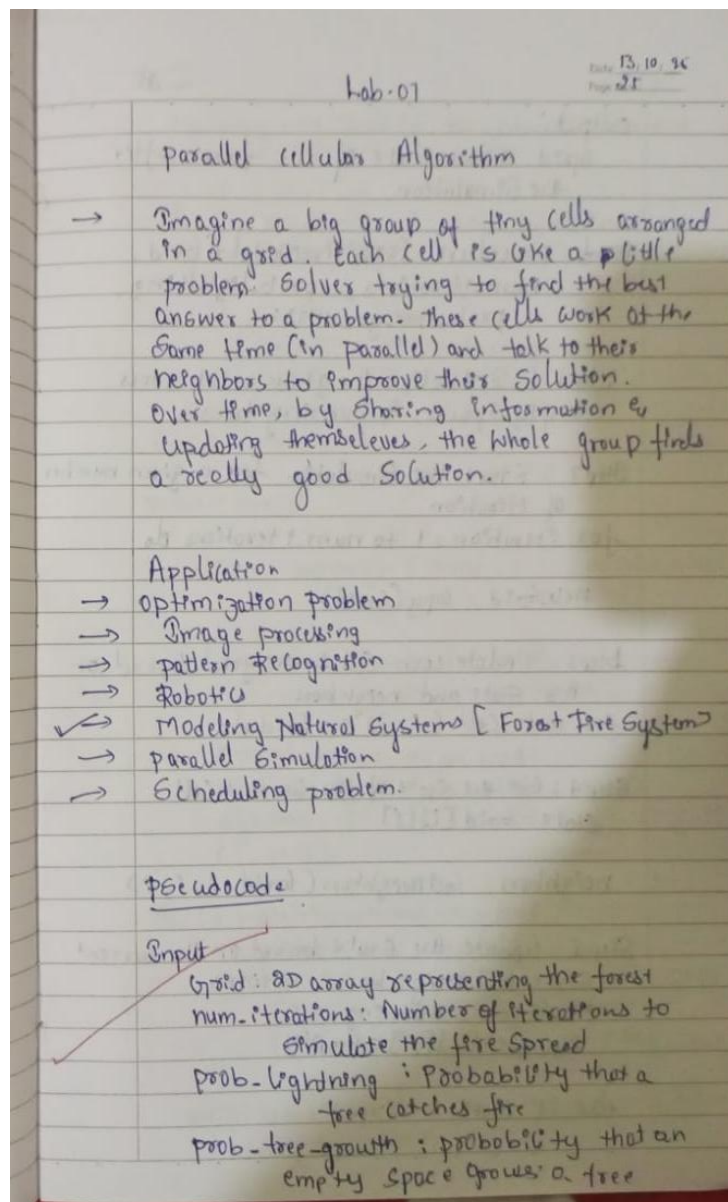 Date 13/10/26
Page 25
Lab-07
parallel cellular Algorithm
→ Imagine a big group of tiny cells arranged
in a grid. Each cell is like a little
problem solver trying to find the best
answer to a problem. These cells work at the
same time (in parallel) and talk to their
neighbors to improve their solution.
over time, by sharing information &
updating themseleves, the whole group finds
a really good solution.
Application
→ optimization problem
→ Image processing
→ pattern Recognition
→ Robotics
→ Modeling Natural Systems [Forest Fire System]
→ parallel simulation
→ Scheduling problem.
pseudocode
Input
Grid: 2D array representing the forest
num-iterations: Number of iterations to
simulate the fire spread
prob-lightning: Probability that a
tree catches fire
prob-tree-growth: probability that an
empty space grows a tree